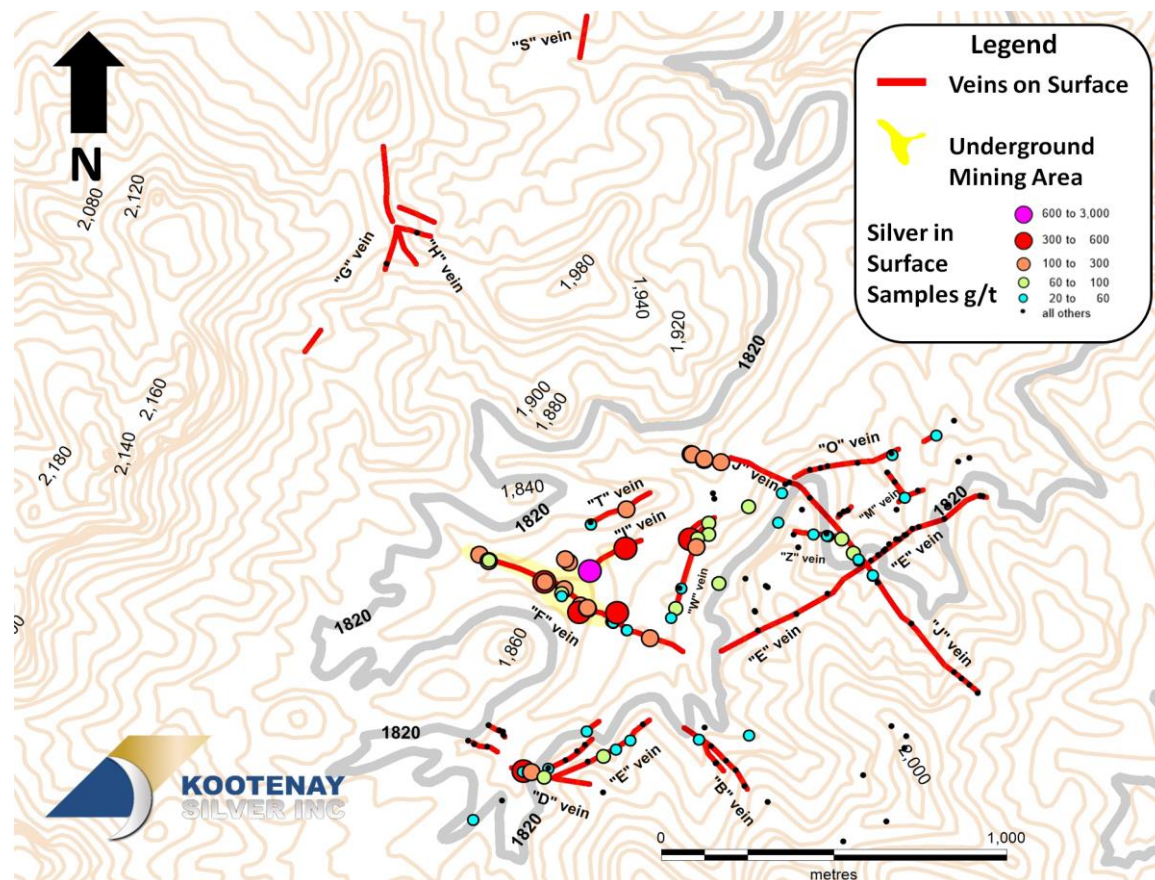 "S" vein
N
2,080
2,120
"G" vein
"H" vein
1,980
1,940
1,920
1820
2,160
2,140
2,180
1,900
1,880
1,840
1820
"T" vein
"I" vein
"J" vein
"O" vein
"M" vein
1820
"Z" vein
"E" vein
"W" vein
"F" vein
1820
1,860
"E" vein
"J" vein
1820
"E" vein
"D" vein
"B" vein
2,000
1820
Legend
Veins on Surface
Underground
Mining Area
Silver in
Surface
Samples g/t
600 to 3,000
300 to 600
100 to 300
60 to 100
20 to 60
all others
KOOTENAY
SILVER INC
0 1,000
metres